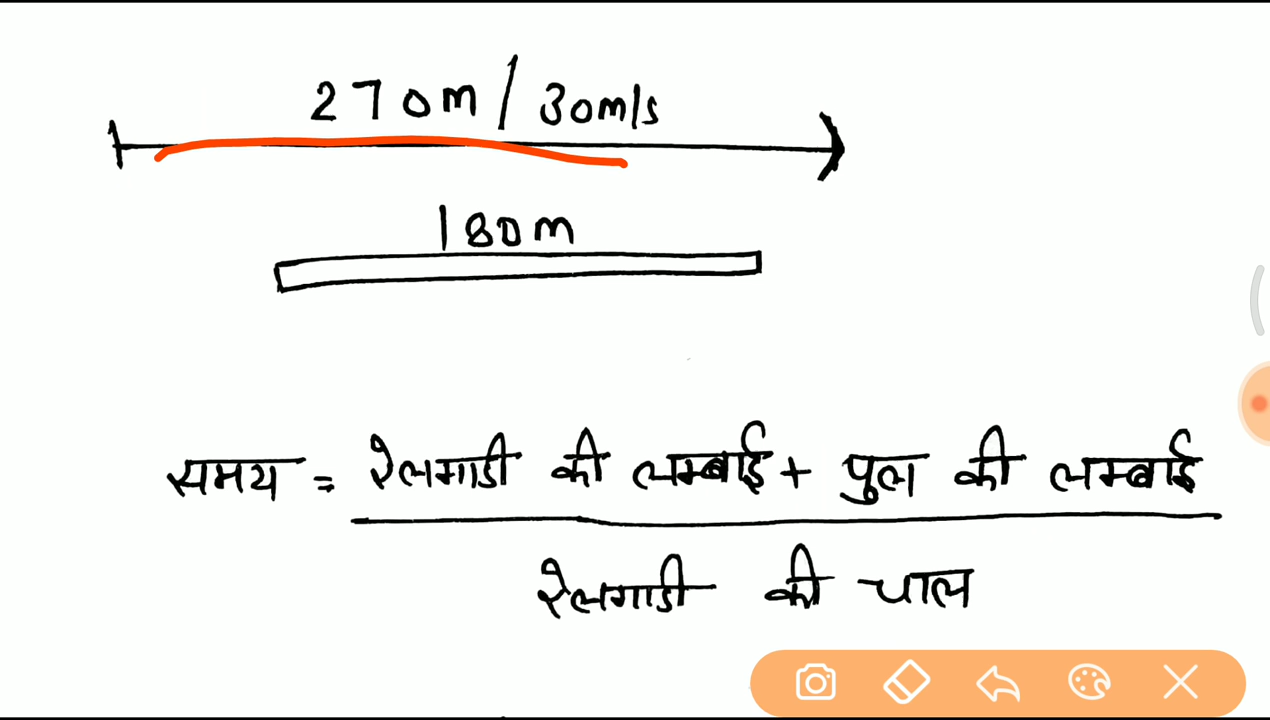 270m / 30m/s
180m
समय = रेलगाडी की लम्बाई + पुल की लम्बाई
रेलगाडी की चाल